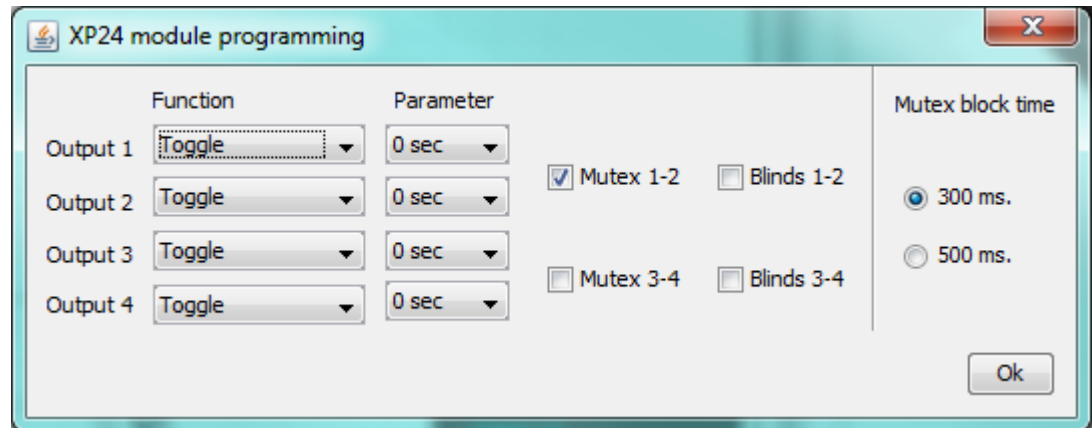 XP24 module programming
Function Parameter Mutex block time
Output 1 Toggle 0 sec
Mutex 1-2 Blinds 1-2
Output 2 Toggle 0 sec 300 ms.
Output 3 Toggle 0 sec 500 ms.
Mutex 3-4 Blinds 3-4
Output 4 Toggle 0 sec
Ok